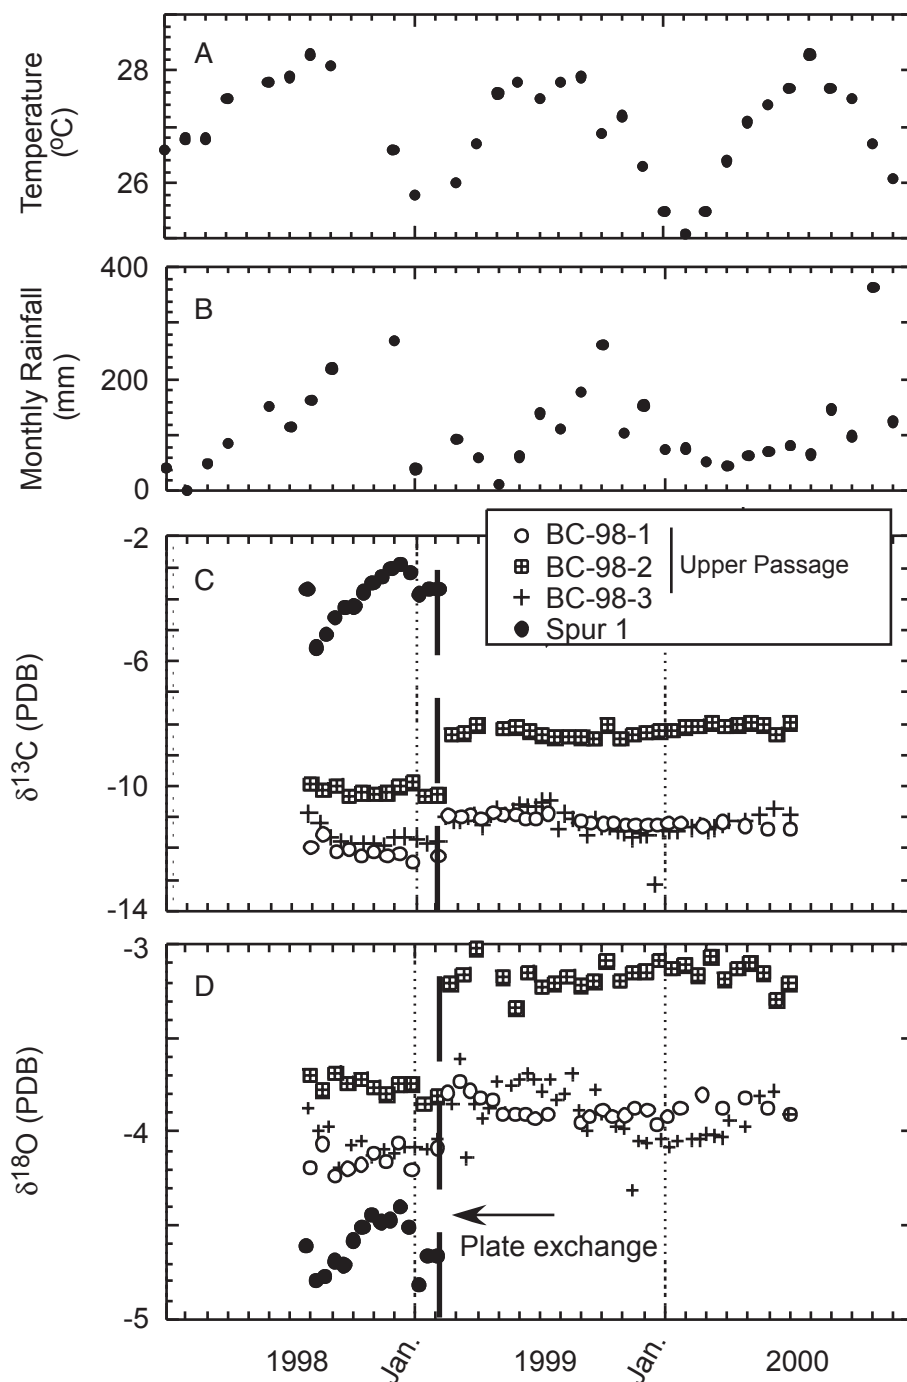 A
Temperature
(ºC)
28
26
B
Monthly Rainfall
(mm)
400
200
0
C
δ13C (PDB)
-2
-6
-10
-14
BC-98-1
BC-98-2
BC-98-3
Spur 1
Upper Passage
D
δ18O (PDB)
-3
-4
-5
Plate exchange
1998
Jan.
1999
Jan.
2000